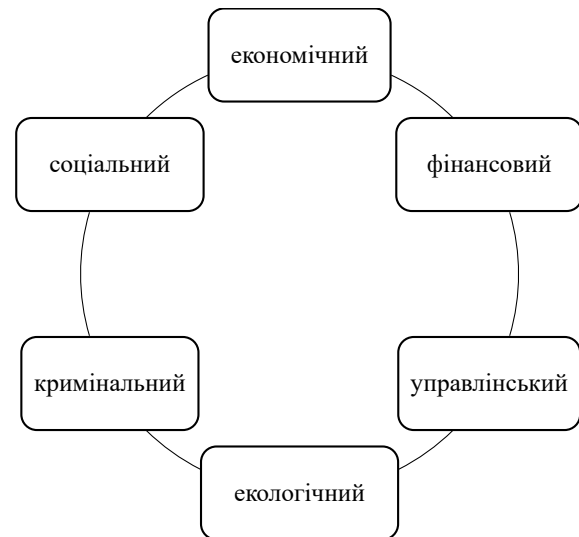 економічний
соціальний
фінансовий
кримінальний
управлінський
екологічний